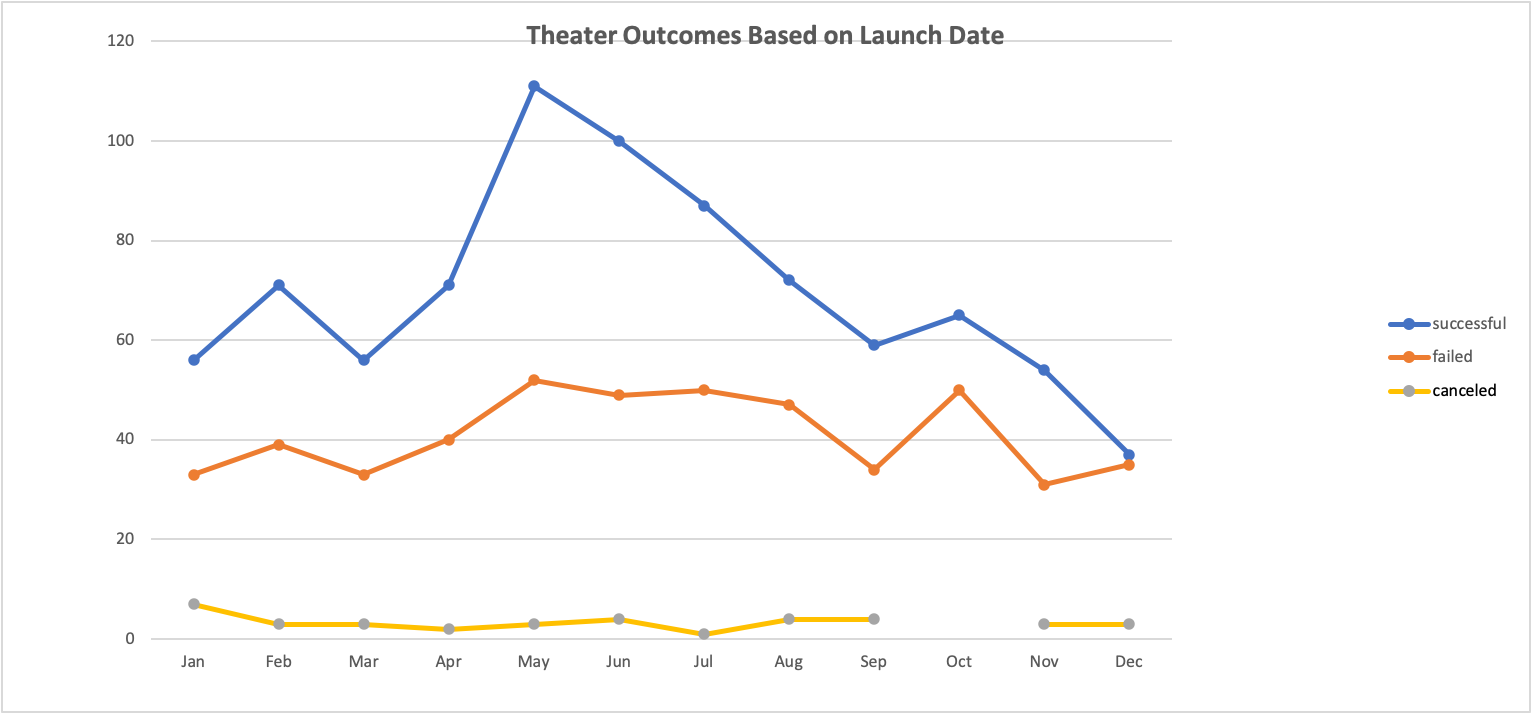 Theater Outcomes Based on Launch Date
120
100
80
60
40
20
0
Jan Feb Mar Apr May Jun Jul Aug Sep Oct Nov Dec
successful
failed
canceled